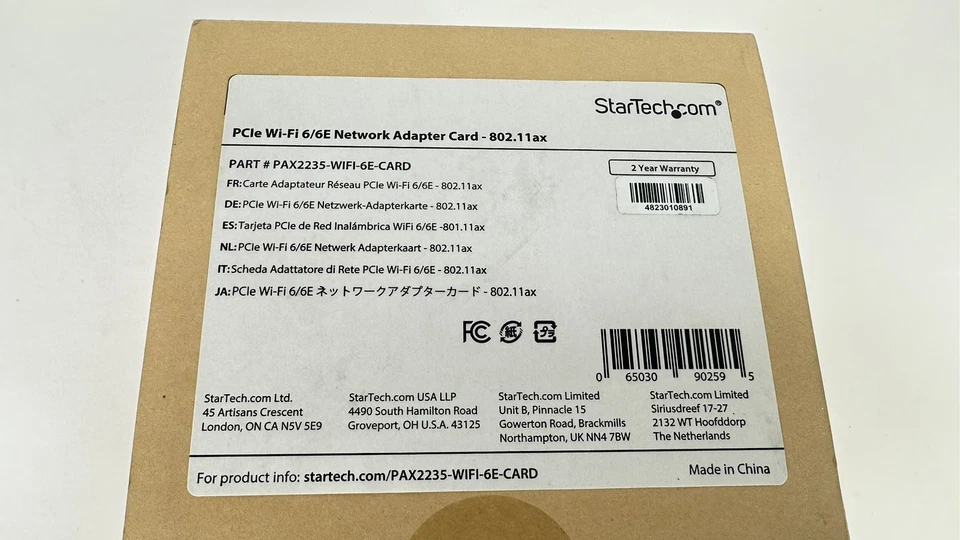 StarTech.com®
PCIe Wi-Fi 6/6E Network Adapter Card - 802.11ax
PART # PAX2235-WIFI-6E-CARD
2 Year Warranty
4823010891
FR: Carte Adaptateur Réseau PCIe Wi-Fi 6/6E - 802.11ax
DE: PCIe Wi-Fi 6/6E Netzwerk-Adapterkarte - 802.11ax
ES: Tarjeta PCIe de Red Inalámbrica WiFi 6/6E -801.11ax
NL: PCIe Wi-Fi 6/6E Netwerk Adapterkaart - 802.11ax
IT: Scheda Adattatore di Rete PCIe Wi-Fi 6/6E - 802.11ax
JA: PCIe Wi-Fi 6/6E ネットワークアダプターカード - 802.11ax
FC 紙 プラ
0 65030 90259 5
StarTech.com Ltd.
45 Artisans Crescent
London, ON CA N5V 5E9
StarTech.com USA LLP
4490 South Hamilton Road
Groveport, OH U.S.A. 43125
StarTech.com Limited
Unit B, Pinnacle 15
Gowerton Road, Brackmills
Northampton, UK NN4 7BW
StarTech.com Limited
Siriusdreef 17-27
2132 WT Hoofddorp
The Netherlands
For product info: startech.com/PAX2235-WIFI-6E-CARD
Made in China